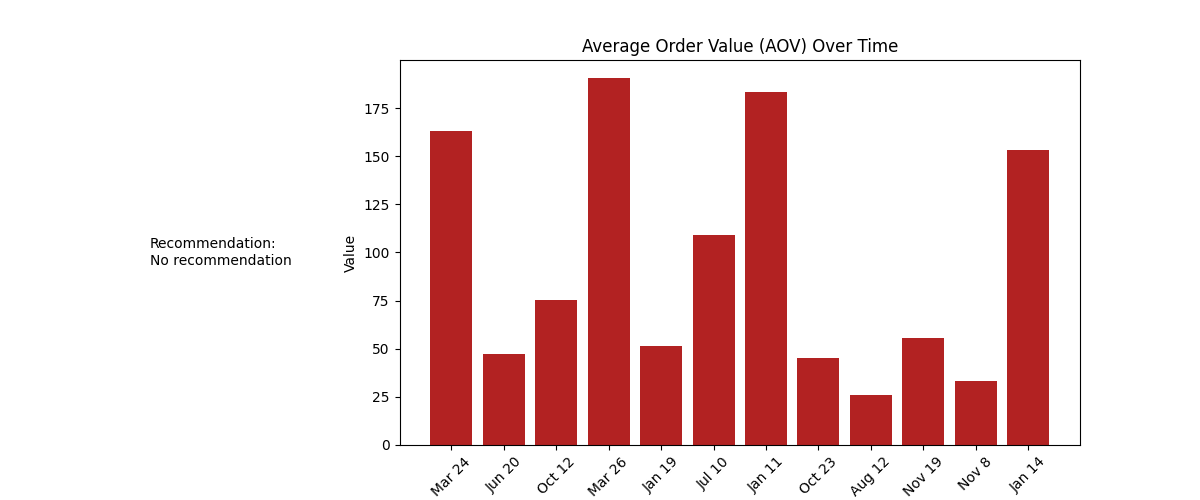 Average Order Value (AOV) Over Time
Recommendation:
No recommendation
Value
175
150
125
100
75
50
25
0
Mar 24
Jun 20
Oct 12
Mar 26
Jan 19
Jul 10
Jan 11
Oct 23
Aug 12
Nov 19
Nov 8
Jan 14